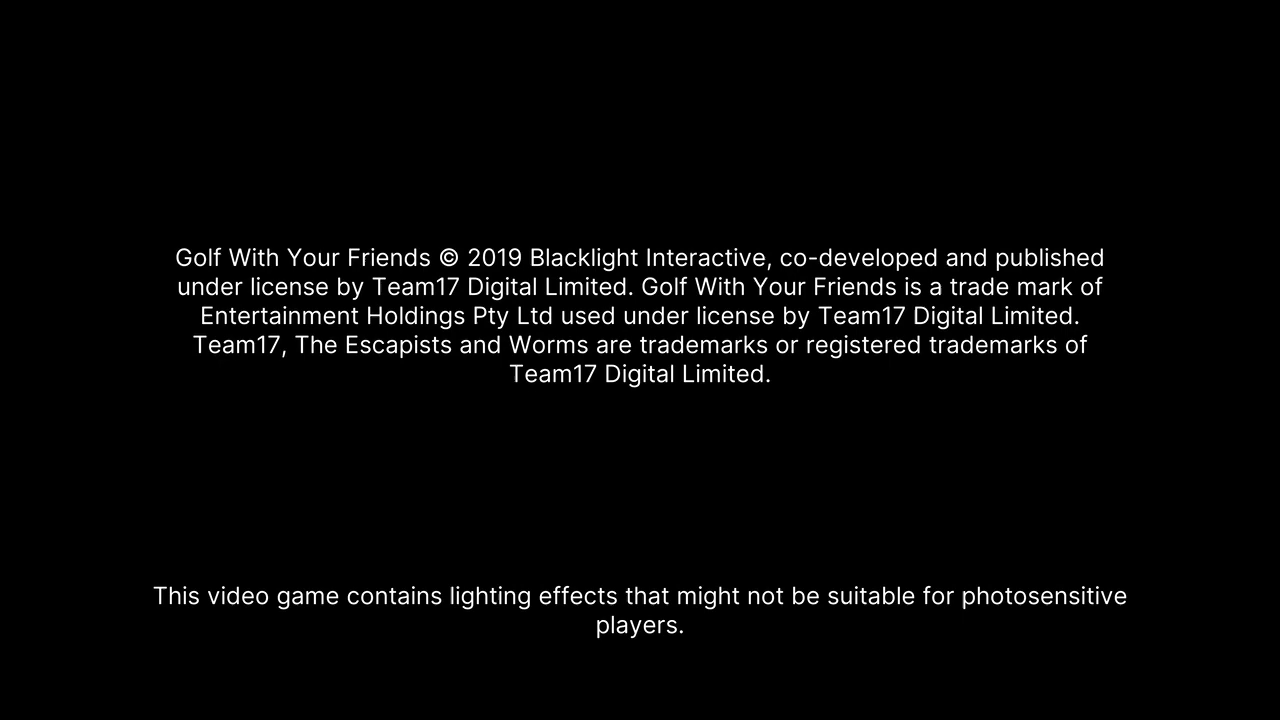 Golf With Your Friends © 2019 Blacklight Interactive, co-developed and published
under license by Team17 Digital Limited. Golf With Your Friends is a trade mark of
Entertainment Holdings Pty Ltd used under license by Team17 Digital Limited.
Team17, The Escapists and Worms are trademarks or registered trademarks of
Team17 Digital Limited.
This video game contains lighting effects that might not be suitable for photosensitive
players.